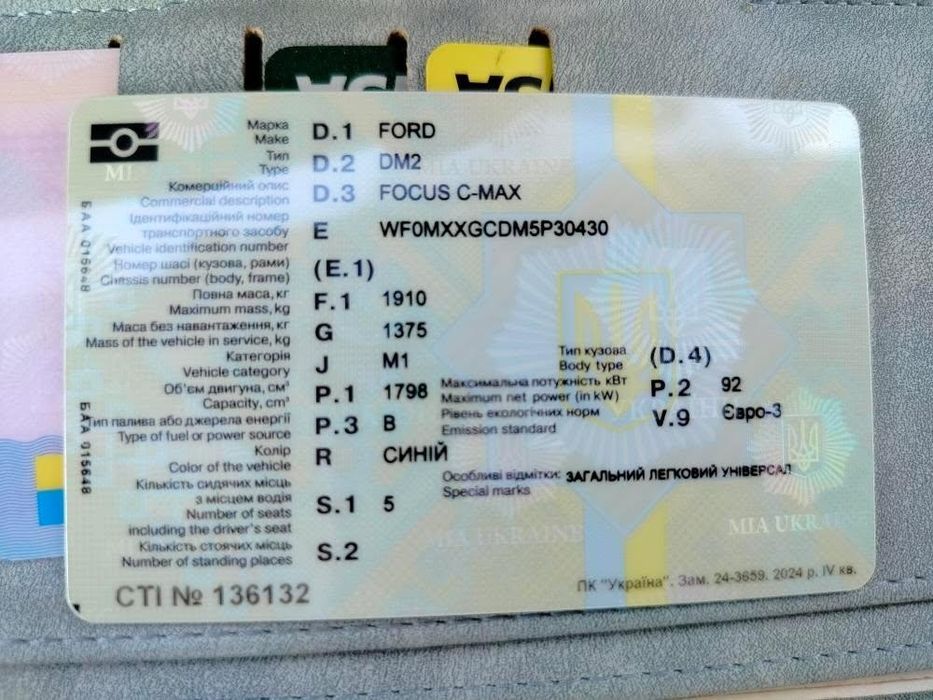 Марка D.1 FORD
Make
Тип D.2 DM2
Type
Комерційний опис D.3 FOCUS C-MAX
Commercial description
Ідентифікаційний номер
транспортного засобу E WF0MXXGCDM5P30430
Vehicle identification number
Номер шасі (кузова, рами) (E.1)
Chassis number (body, frame)
Повна маса, кг F.1 1910
Maximum mass, kg
Маса без навантаження, кг G 1375
Mass of the vehicle in service, kg
Категорія J M1
Vehicle category
Тип кузова (D.4)
Body type
Об'єм двигуна, см³ P.1 1798
Capacity, cm³
Максимальна потужність кВт P.2 92
Maximum net power (in kW)
Тип палива або джерела енергії P.3 B
Type of fuel or power source
Рівень екологічних норм V.9 Євро-3
Emission standard
Колір R СИНІЙ
Color of the vehicle
Особливі відмітки: ЗАГАЛЬНИЙ ЛЕГКОВИЙ УНІВЕРСАЛ
Special marks
Кількість сидячих місць
з місцем водія S.1 5
Number of seats
including the driver's seat
Кількість стоячих місць S.2
Number of standing places
CTI № 136132
ПК "Україна". Зам. 24-3659. 2024 р. IV кв.
БАА 015648
БАА 015648
MIA UKRAINE
MIA UKRAINE
MIA UKRAINE